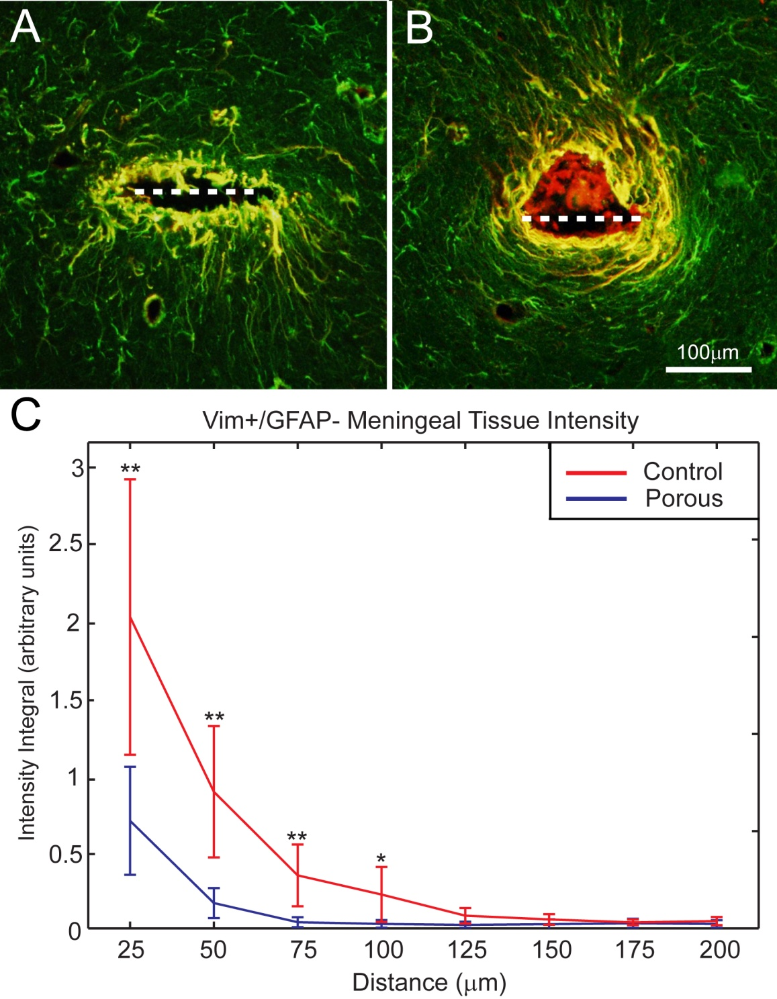 A
B
100μm
C
Vim+/GFAP- Meningeal Tissue Intensity
Control
Porous
Intensity Integral (arbitrary units)
3
2.5
2
1.5
1
0.5
0
**
**
**
*
25 50 75 100 125 150 175 200
Distance (μm)